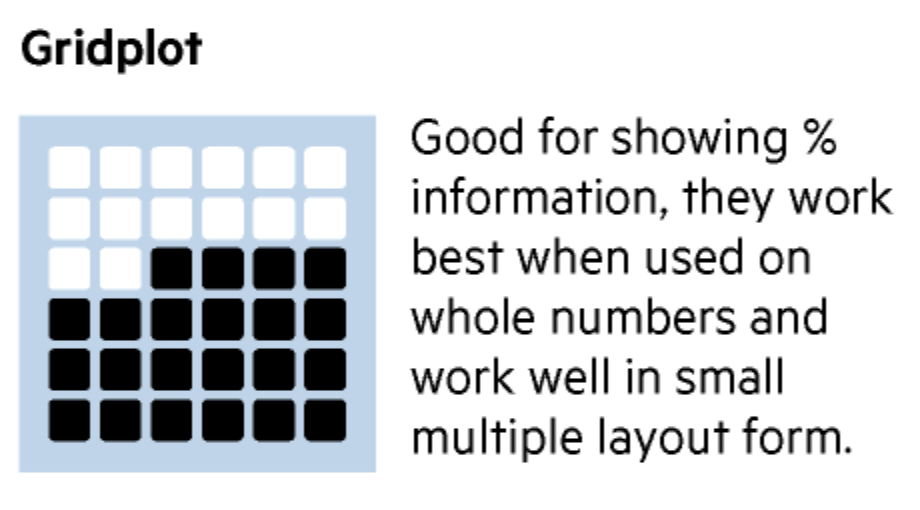 Gridplot
Good for showing %
information, they work
best when used on
whole numbers and
work well in small
multiple layout form.